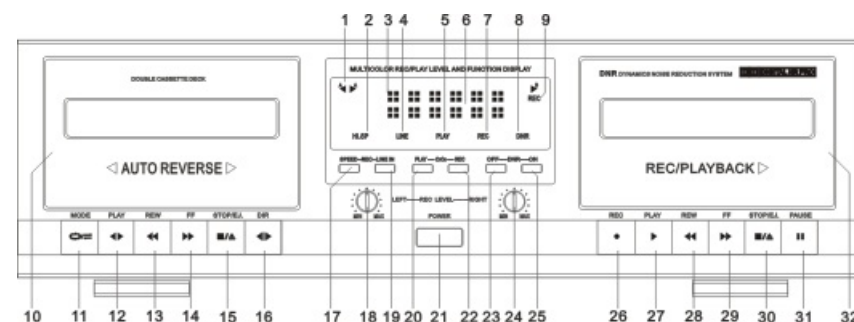 1 2 3 4 5 6 7 8 9
MULTICOLOR REC/PLAY LEVEL AND FUNCTION DISPLAY
DOUBLE CASSETTE DECK
DNR DYNAMICS NOISE REDUCTION SYSTEM
REC
HI.SP LINE PLAY REC DNR
SPEED—REC—LINE IN PLAY—CrO2—REC OFF—DNR—ON
◁ AUTO REVERSE ▷
REC/PLAYBACK ▷
LEFT—REC LEVEL—RIGHT
MIN MAX POWER MIN MAX
MODE PLAY REW FF STOP/EJ. DIR
REC PLAY REW FF STOP/EJ. PAUSE
10 11 12 13 14 15 16 17 18 19 20 21 22 23 24 25 26 27 28 29 30 31 32